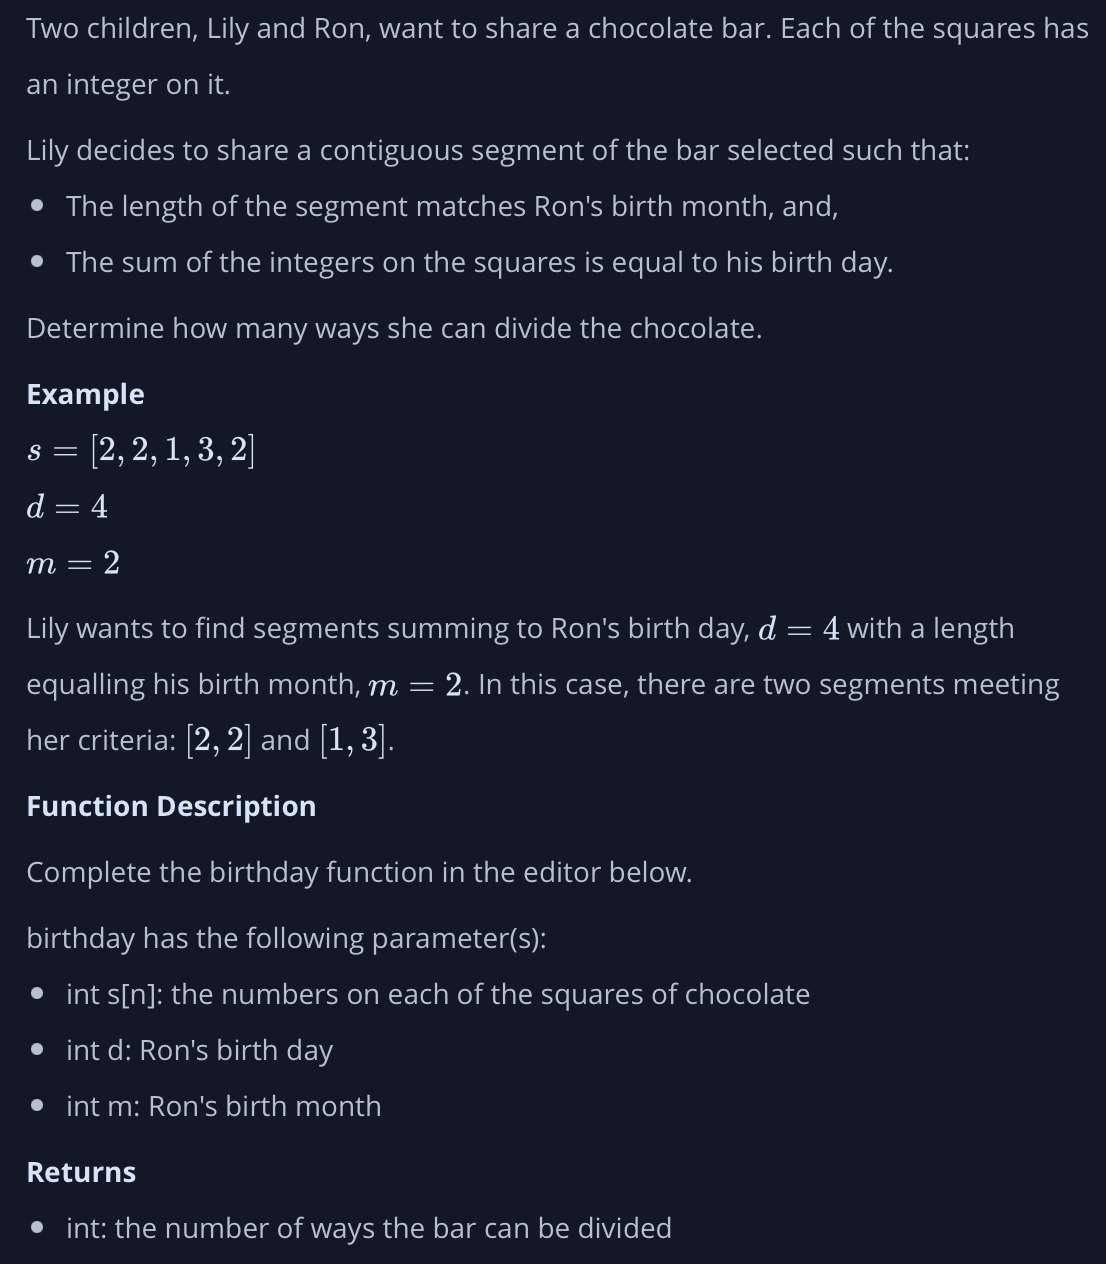 Two children, Lily and Ron, want to share a chocolate bar. Each of the squares has
an integer on it.
Lily decides to share a contiguous segment of the bar selected such that:
• The length of the segment matches Ron's birth month, and,
• The sum of the integers on the squares is equal to his birth day.
Determine how many ways she can divide the chocolate.
Example
s = [2, 2, 1, 3, 2]
d = 4
m = 2
Lily wants to find segments summing to Ron's birth day, d = 4 with a length
equalling his birth month, m = 2. In this case, there are two segments meeting
her criteria: [2, 2] and [1, 3].
Function Description
Complete the birthday function in the editor below.
birthday has the following parameter(s):
• int s[n]: the numbers on each of the squares of chocolate
• int d: Ron's birth day
• int m: Ron's birth month
Returns
• int: the number of ways the bar can be divided